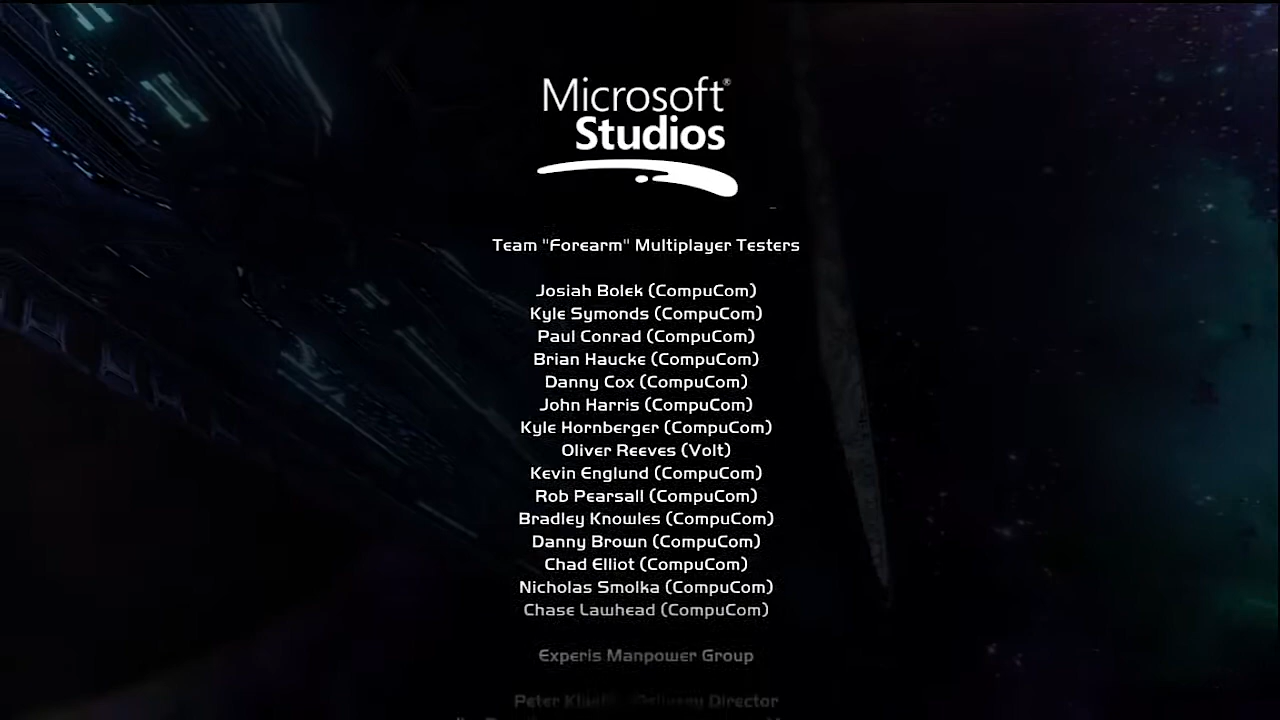 Microsoft®
Studios
Team "Forearm" Multiplayer Testers
Josiah Bolek (CompuCom)
Kyle Symonds (CompuCom)
Paul Conrad (CompuCom)
Brian Haucke (CompuCom)
Danny Cox (CompuCom)
John Harris (CompuCom)
Kyle Hornberger (CompuCom)
Oliver Reeves (Volt)
Kevin Englund (CompuCom)
Rob Pearsall (CompuCom)
Bradley Knowles (CompuCom)
Danny Brown (CompuCom)
Chad Elliot (CompuCom)
Nicholas Smolka (CompuCom)
Chase Lawhead (CompuCom)
Experis Manpower Group
Peter Director